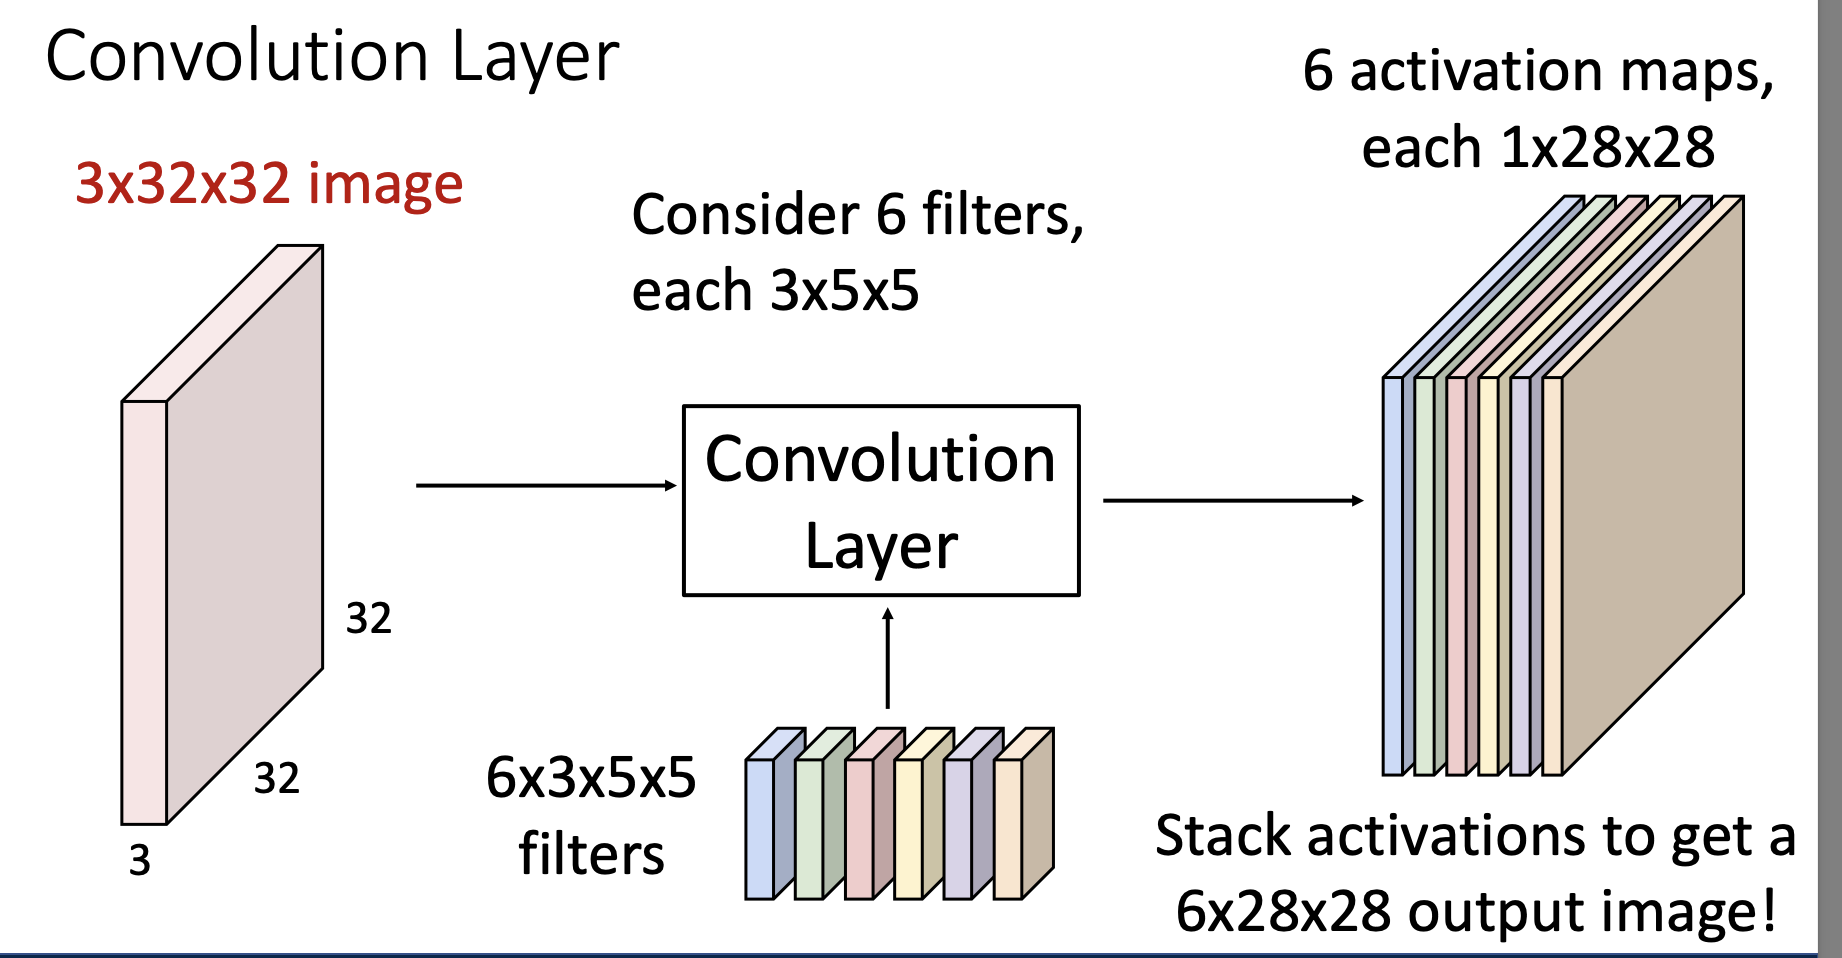 Convolution Layer
3x32x32 image
32
32
3
Consider 6 filters,
each 3x5x5
Convolution
Layer
6x3x5x5
filters
6 activation maps,
each 1x28x28
Stack activations to get a
6x28x28 output image!